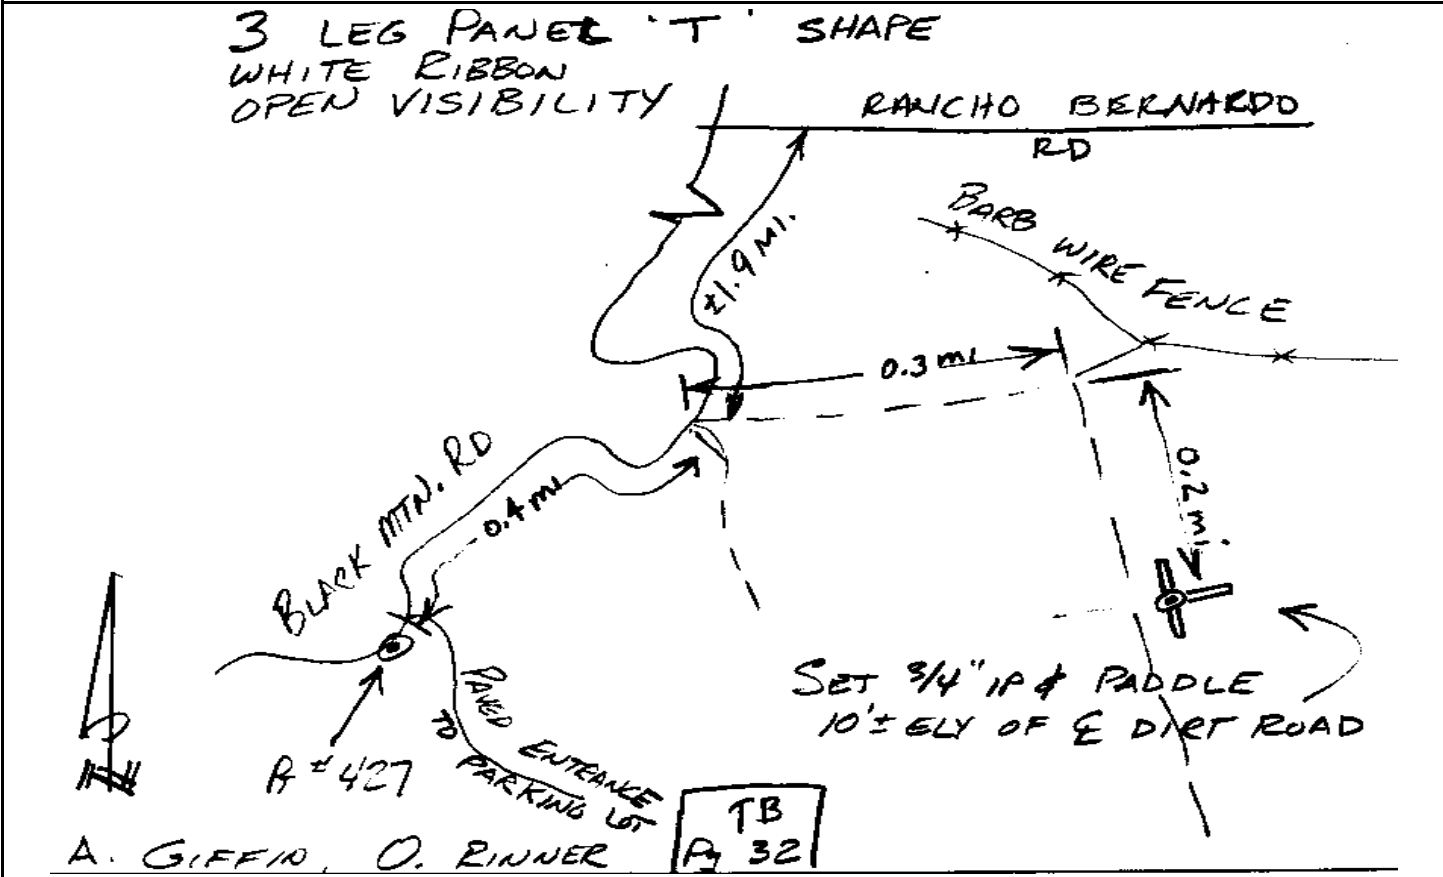 3 LEG PANEL 'T' SHAPE
WHITE RIBBON
OPEN VISIBILITY
RANCHO BERNARDO
RD
BARB WIRE FENCE
±1.9 MI.
0.3 MI
BLACK MTN. RD
0.4 MI
0.2 MI.
SET 3/4" IP & PADDLE
10'± ELY OF ℄ DIRT ROAD
PAVED ENTRANCE
TO PARKING LOT
Pt #427
N
A. GIFFIN, O. RINNER
TB
Pg 32